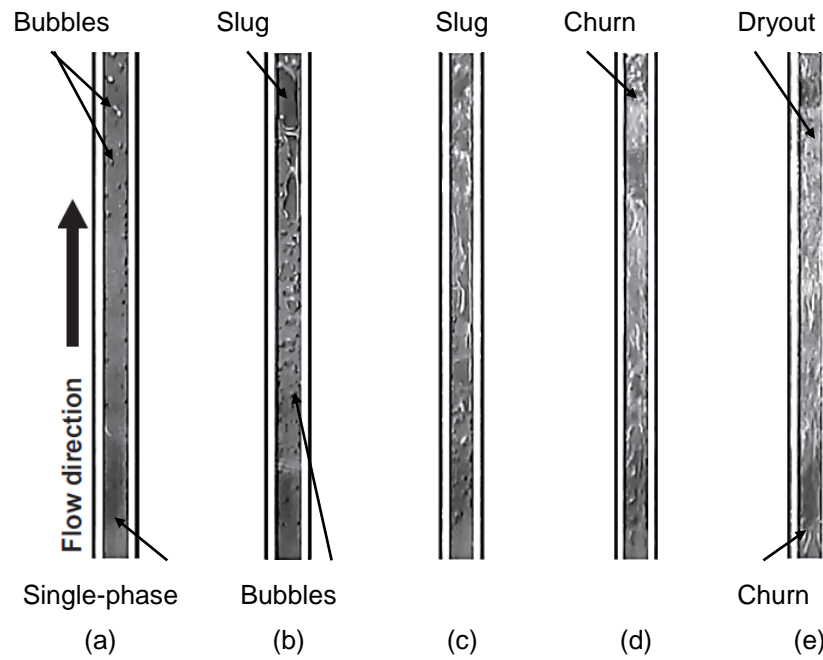 Bubbles Slug Slug Churn Dryout
Flow direction
Single-phase Bubbles Churn
(a) (b) (c) (d) (e)